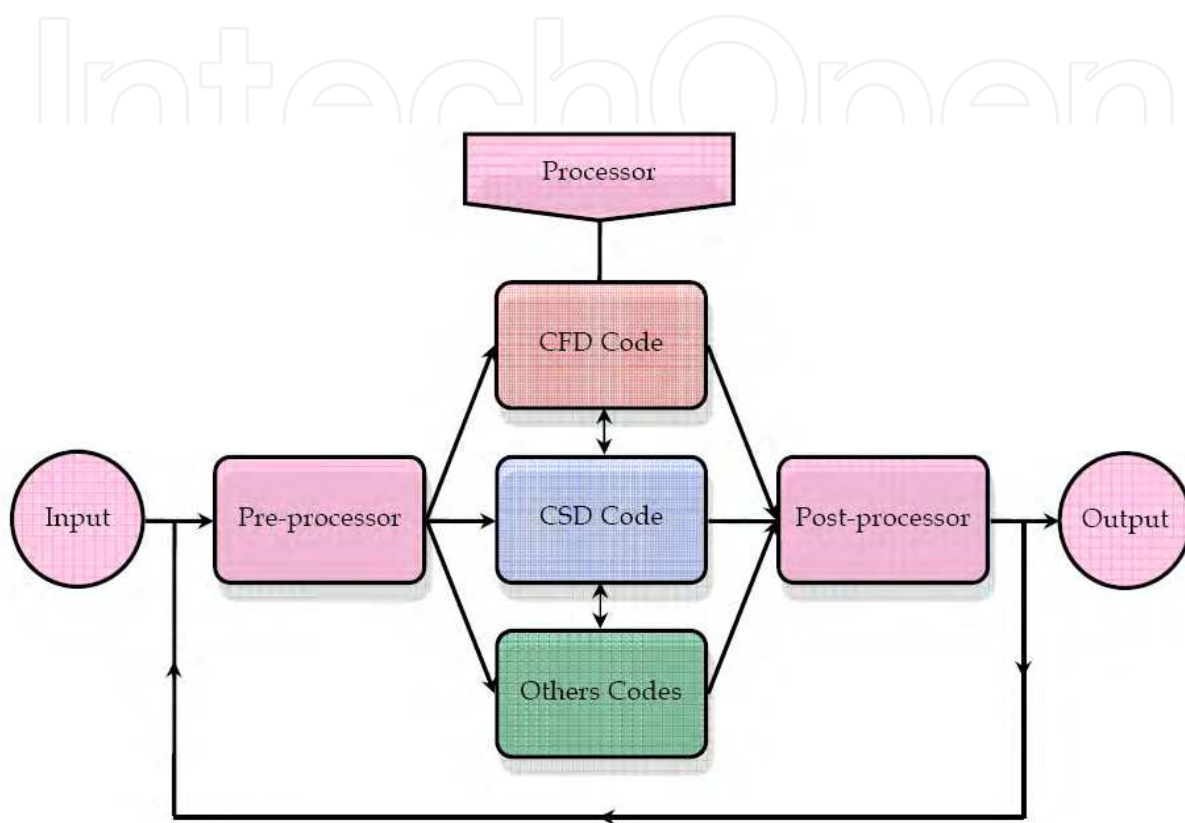 IntechOpen
Processor
CFD Code
Input
Pre-processor
CSD Code
Post-processor
Output
Others Codes